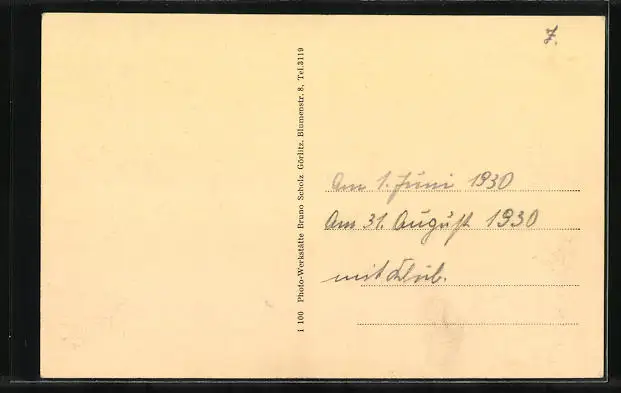 7.
i 100 Photo-Werkstätte Bruno Scholz Görlitz, Blumenstr. 8, Tel.3119
Am 1. Juni 1930
Am 31. August 1930
mit Klub.